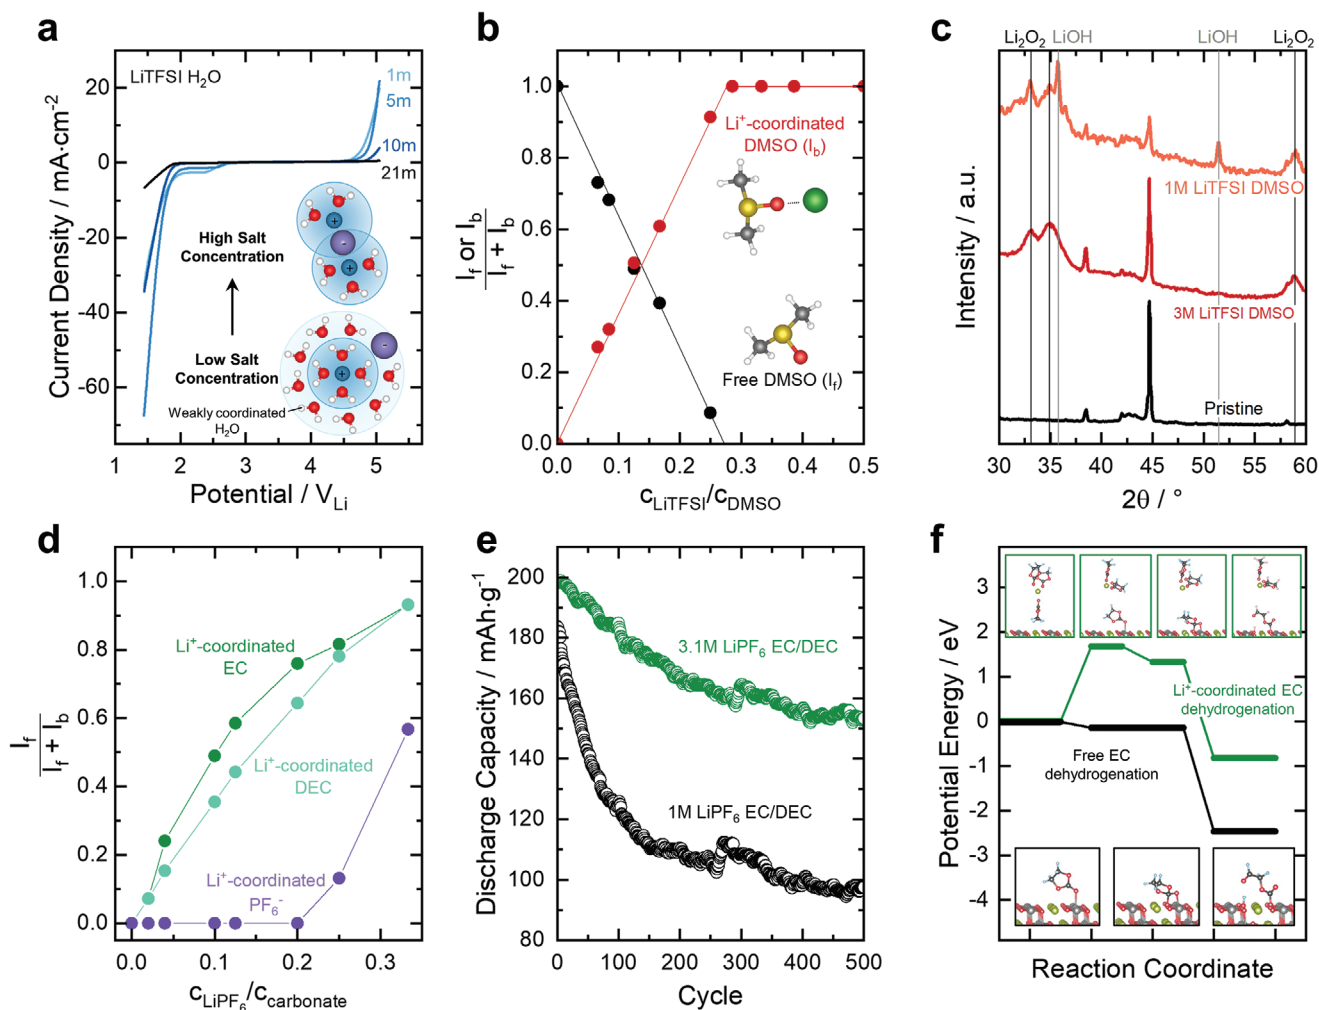 a
LiTFSI H2O
1m
5m
10m
21m
High Salt
Concentration
Low Salt
Concentration
Weakly coordinated
H2O
+
-
+
-
+
20
0
-20
-40
-60
1 2 3 4 5
Current Density / mA·cm-2
Potential / VLi
b
Li+-coordinated
DMSO (Ib)
Free DMSO (If)
1.0
0.8
0.6
0.4
0.2
0.0
0.0 0.1 0.2 0.3 0.4 0.5
If or Ib
If + Ib
cLiTFSI/cDMSO
c
Li2O2 LiOH LiOH Li2O2
1M LiTFSI DMSO
3M LiTFSI DMSO
Pristine
30 35 40 45 50 55 60
Intensity / a.u.
2θ / °
d
Li+-coordinated
EC
Li+-coordinated
DEC
Li+-coordinated
PF6-
1.0
0.8
0.6
0.4
0.2
0.0
0.0 0.1 0.2 0.3
If
If + Ib
cLiPF6/ccarbonate
e
3.1M LiPF6 EC/DEC
1M LiPF6 EC/DEC
200
180
160
140
120
100
80
0 100 200 300 400 500
Discharge Capacity / mAh·g-1
Cycle
f
Li+-coordinated EC
dehydrogenation
Free EC
dehydrogenation
3
2
1
0
-1
-2
-3
-4
Potential Energy / eV
Reaction Coordinate